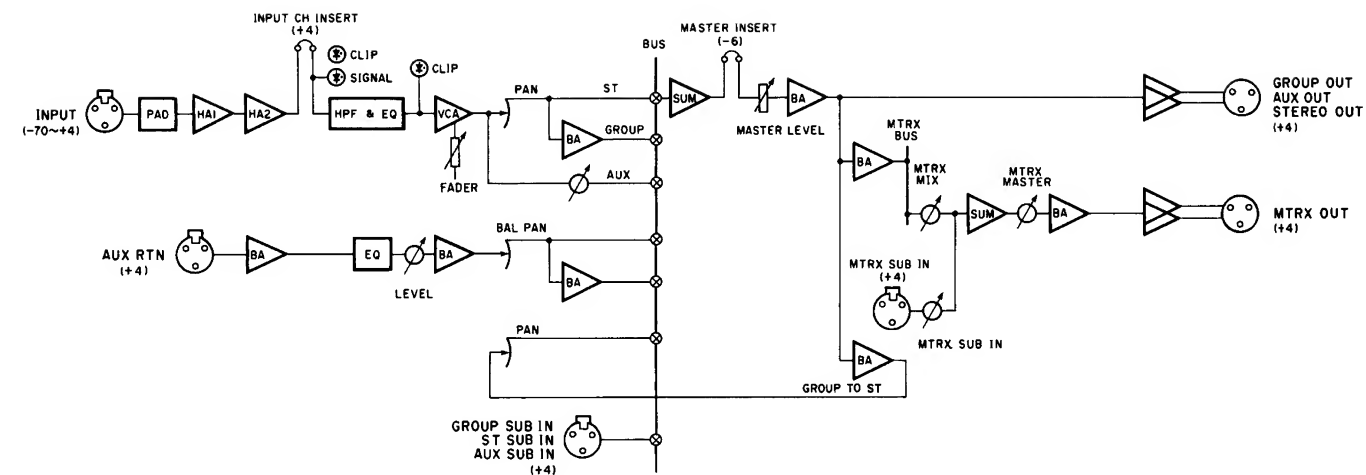 INPUT CH INSERT
(+4)
CLIP
SIGNAL
CLIP
INPUT
(-70~+4)
PAD
HA1
HA2
HPF & EQ
VCA
FADER
PAN
ST
BA
GROUP
AUX
BUS
MASTER INSERT
(-6)
SUM
MASTER LEVEL
BA
GROUP OUT
AUX OUT
STEREO OUT
(+4)
BA
MTRX
BUS
MTRX
MIX
SUM
MTRX
MASTER
BA
MTRX OUT
(+4)
MTRX SUB IN
(+4)
MTRX SUB IN
AUX RTN
(+4)
BA
EQ
LEVEL
BA
BAL PAN
BA
PAN
BA
GROUP TO ST
GROUP SUB IN
ST SUB IN
AUX SUB IN
(+4)